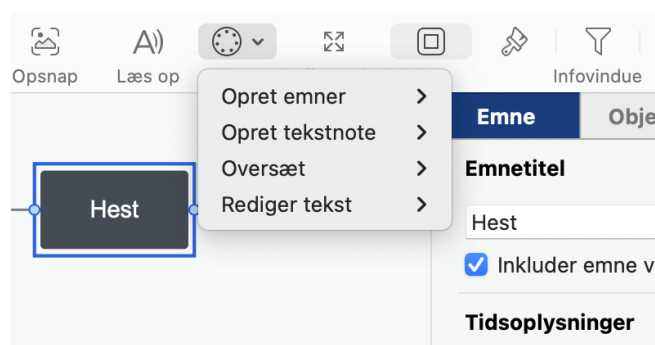 Opsnap
Læs op
Infovindue
Opret emner
Opret tekstnote
Oversæt
Rediger tekst
Hest
Emne
Obje
Emnetitel
Hest
Inkluder emne v
Tidsoplysninger